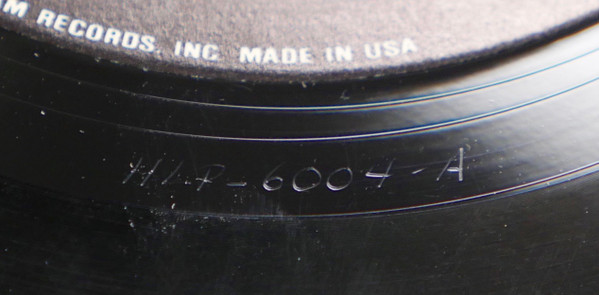 M RECORDS, INC. MADE IN USA
HLP-6004-A